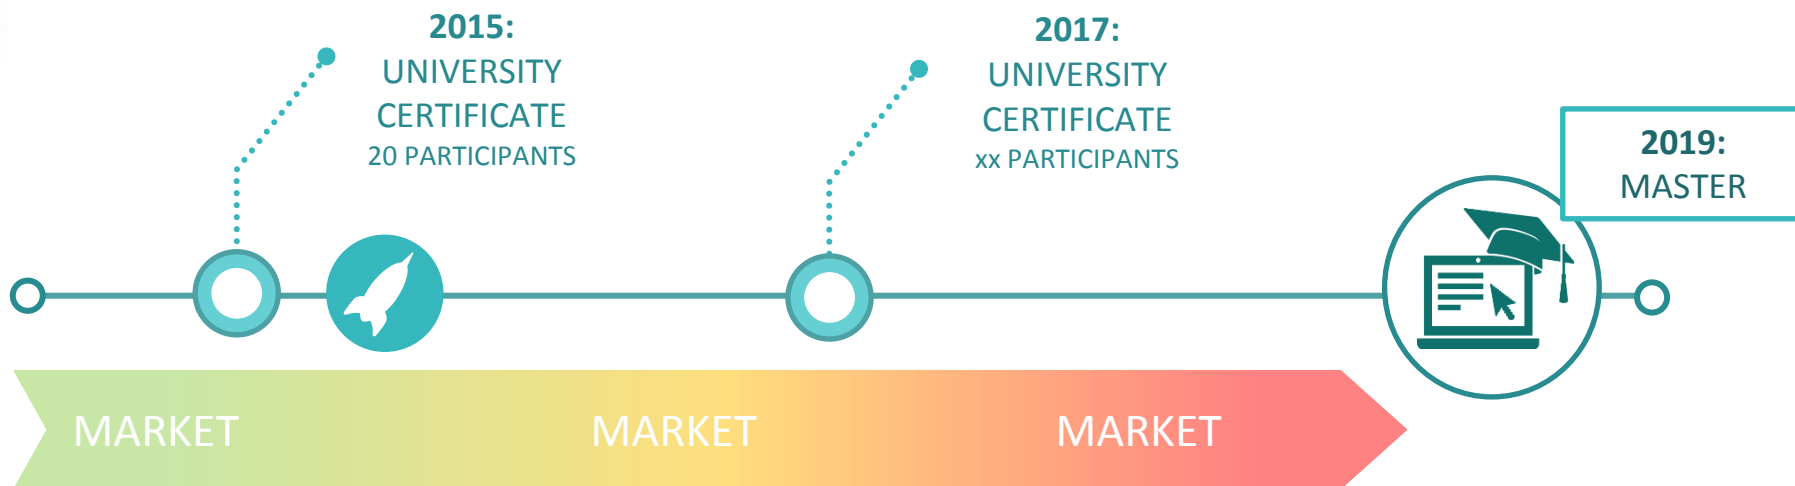 2015:
UNIVERSITY
CERTIFICATE
20 PARTICIPANTS
2017:
UNIVERSITY
CERTIFICATE
xx PARTICIPANTS
2019:
MASTER
MARKET
MARKET
MARKET